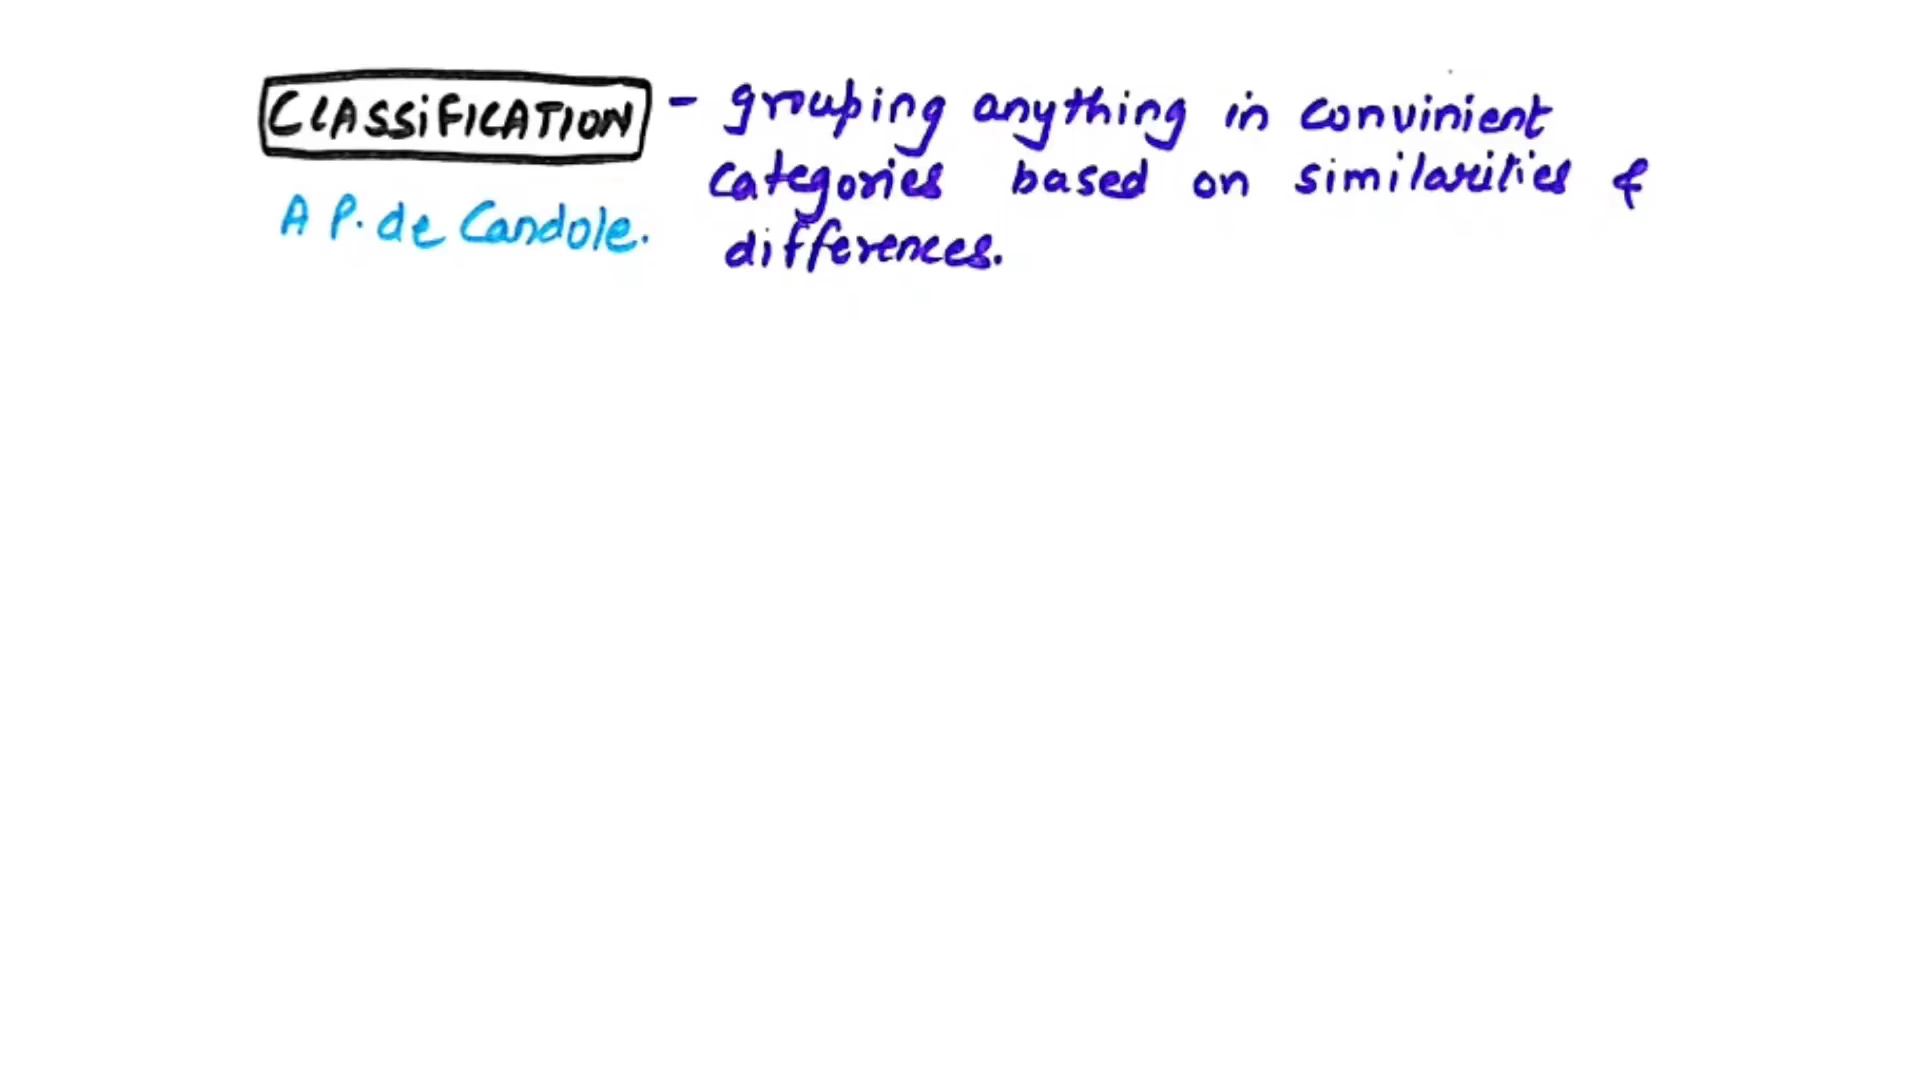 CLASSiFICATION - grouping anything in convinient
categories based on similarities &
A P. de Candole.
differences.